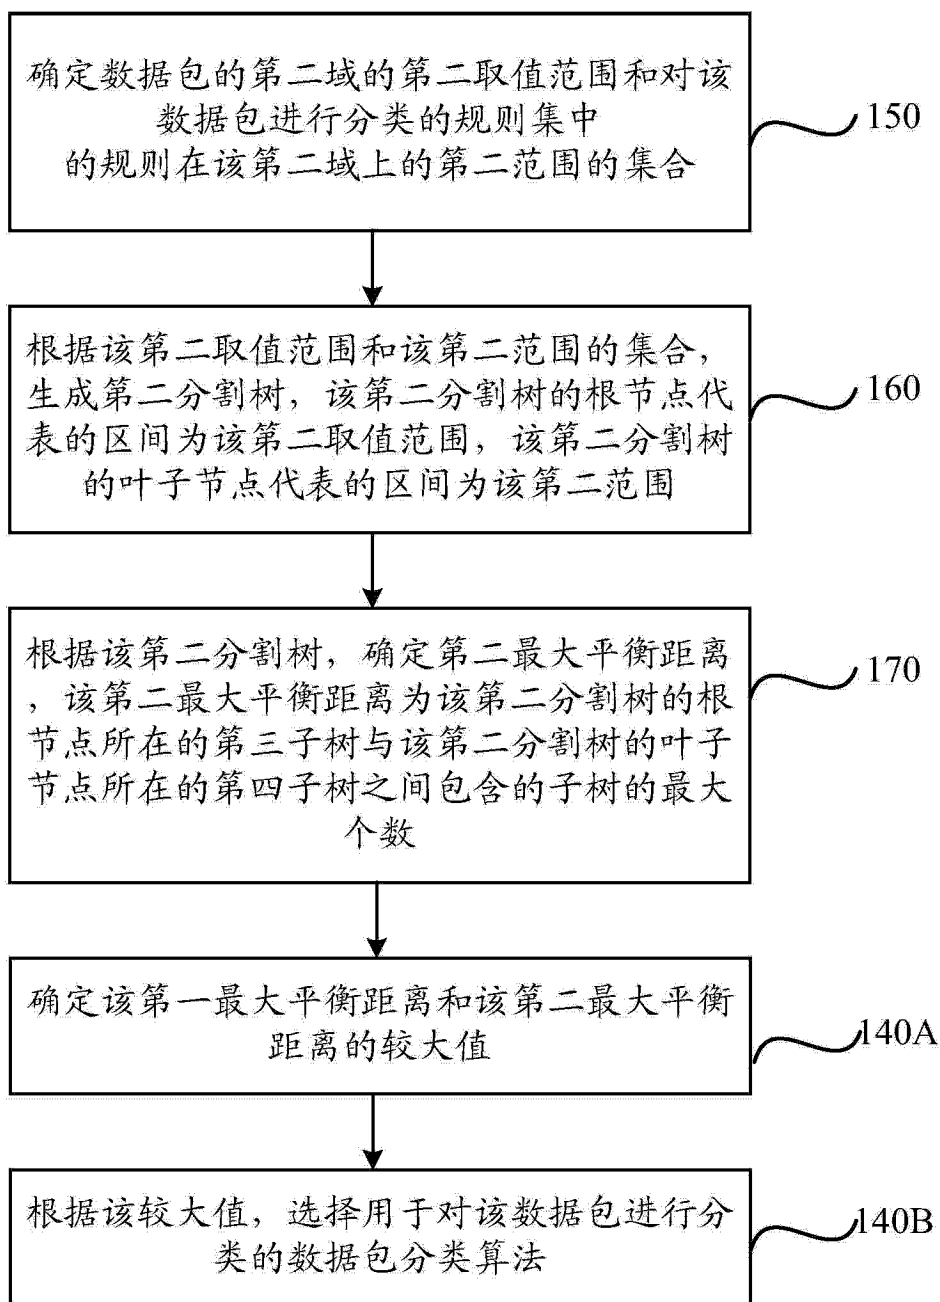 确定数据包的第二域的第二取值范围和对该
数据包进行分类的规则集中
的规则在该第二域上的第二范围的集合
150
根据该第二取值范围和该第二范围的集合，
生成第二分割树，该第二分割树的根节点代
表的区间为该第二取值范围，该第二分割树
的叶子节点代表的区间为该第二范围
160
根据该第二分割树，确定第二最大平衡距离
，该第二最大平衡距离为该第二分割树的根
节点所在的第三子树与该第二分割树的叶子
节点所在的第四子树之间包含的子树的最大
个数
170
确定该第一最大平衡距离和该第二最大平衡
距离的较大值
140A
根据该较大值，选择用于对该数据包进行分
类的数据包分类算法
140B